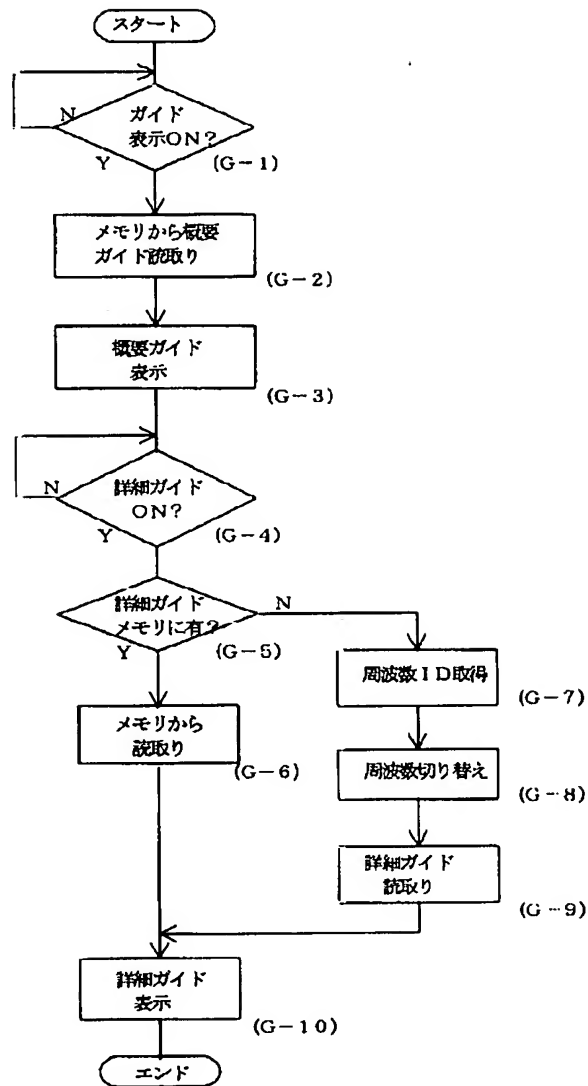 スタート
N
ガイド
表示ON?
Y
(G-1)
メモリから概要
ガイド読取り
(G-2)
概要ガイド
表示
(G-3)
N
詳細ガイド
ON?
Y
(G-4)
詳細ガイド
メモリに有?
N
Y
(G-5)
周波数ID取得
(G-7)
メモリから
読取り
(G-6)
周波数切り替え
(G-8)
詳細ガイド
読取り
(G-9)
詳細ガイド
表示
(G-10)
エンド